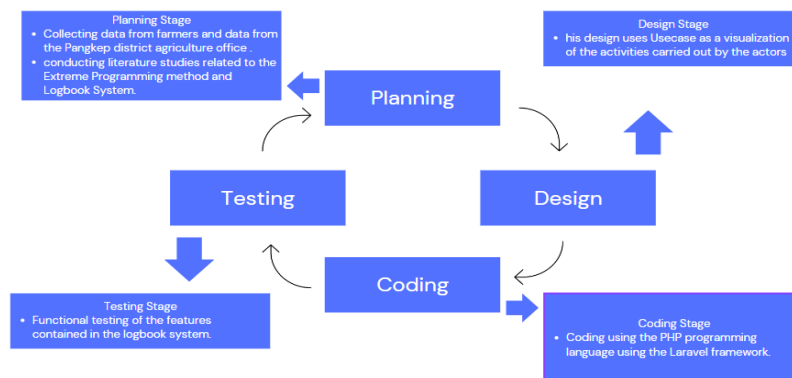 Planning Stage
• Collecting data from farmers and data from
the Pangkep district agriculture office .
• conducting literature studies related to the
Extreme Programming method and
Logbook System.
Design Stage
• his design uses Usecase as a visualization
of the activities carried out by the actors
Planning
Testing
Design
Coding
Testing Stage
• Functional testing of the features
contained in the logbook system.
Coding Stage
• Coding using the PHP programming
language using the Laravel framework.